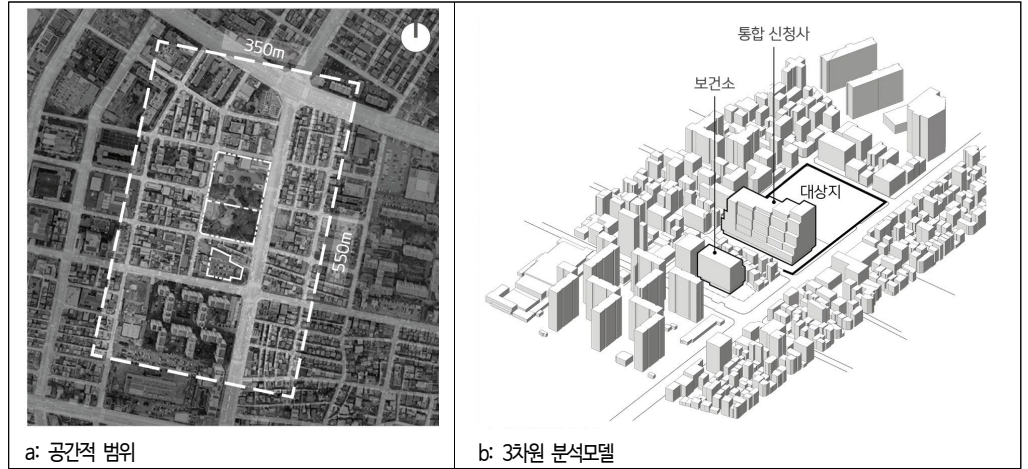 350m
550m
a: 공간적 범위
통합 신청사
보건소
대상지
b: 3차원 분석모델